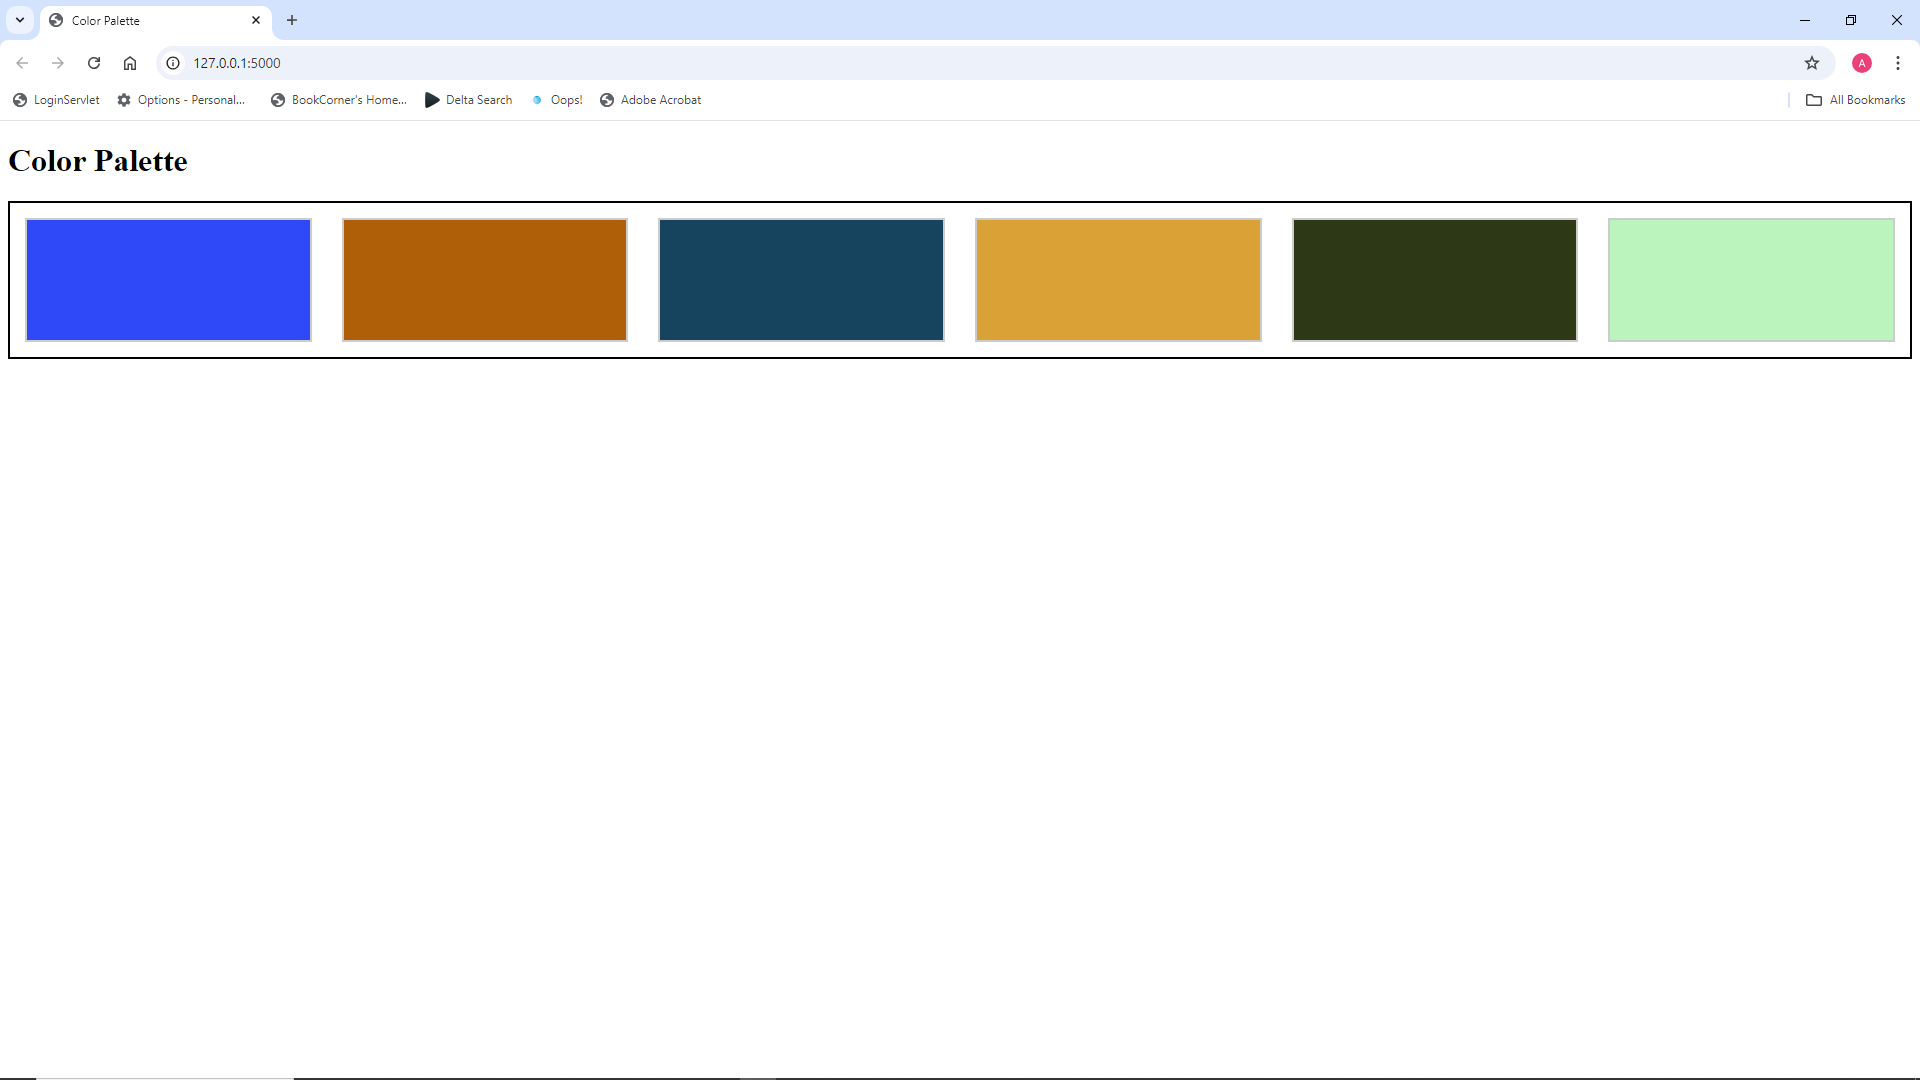 Color Palette
127.0.0.1:5000
A
LoginServlet Options - Personal... BookCorner's Home... Delta Search Oops! Adobe Acrobat All Bookmarks
Color Palette